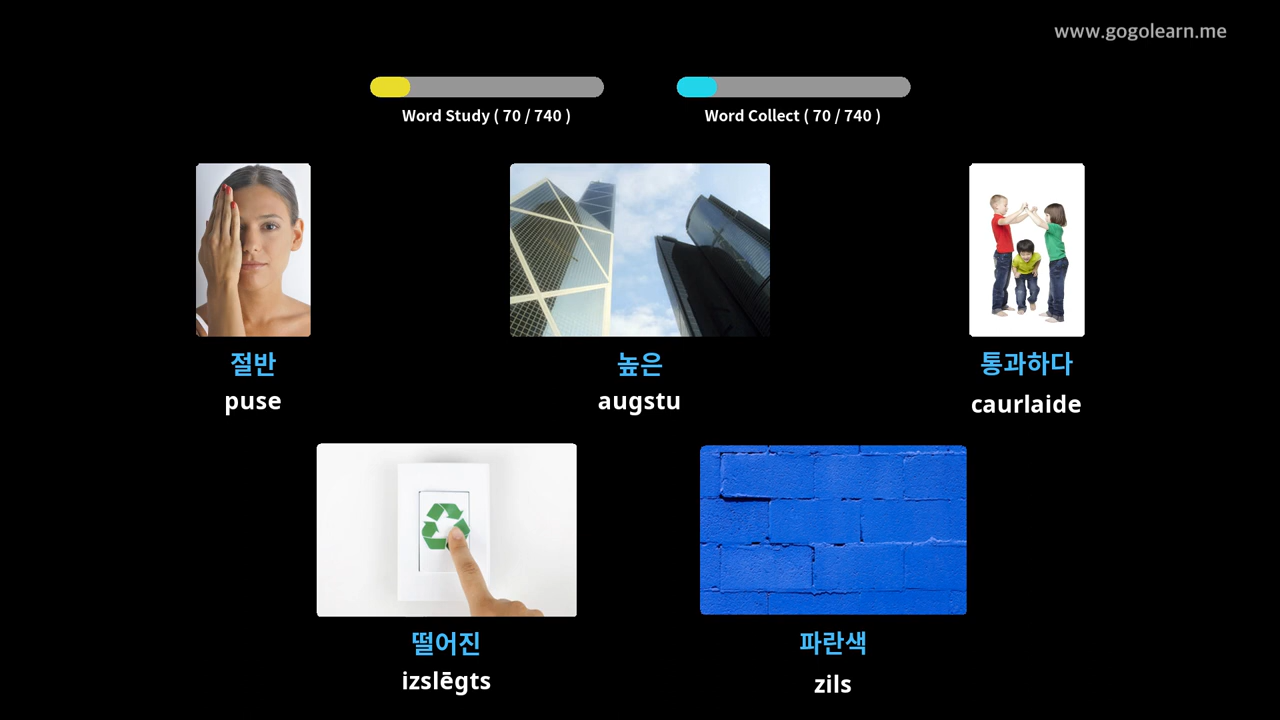 www.gogolearn.me
Word Study ( 70 / 740 )
Word Collect ( 70 / 740 )
절반
puse
높은
augstu
통과하다
caurlaide
떨어진
izslēgts
파란색
zils